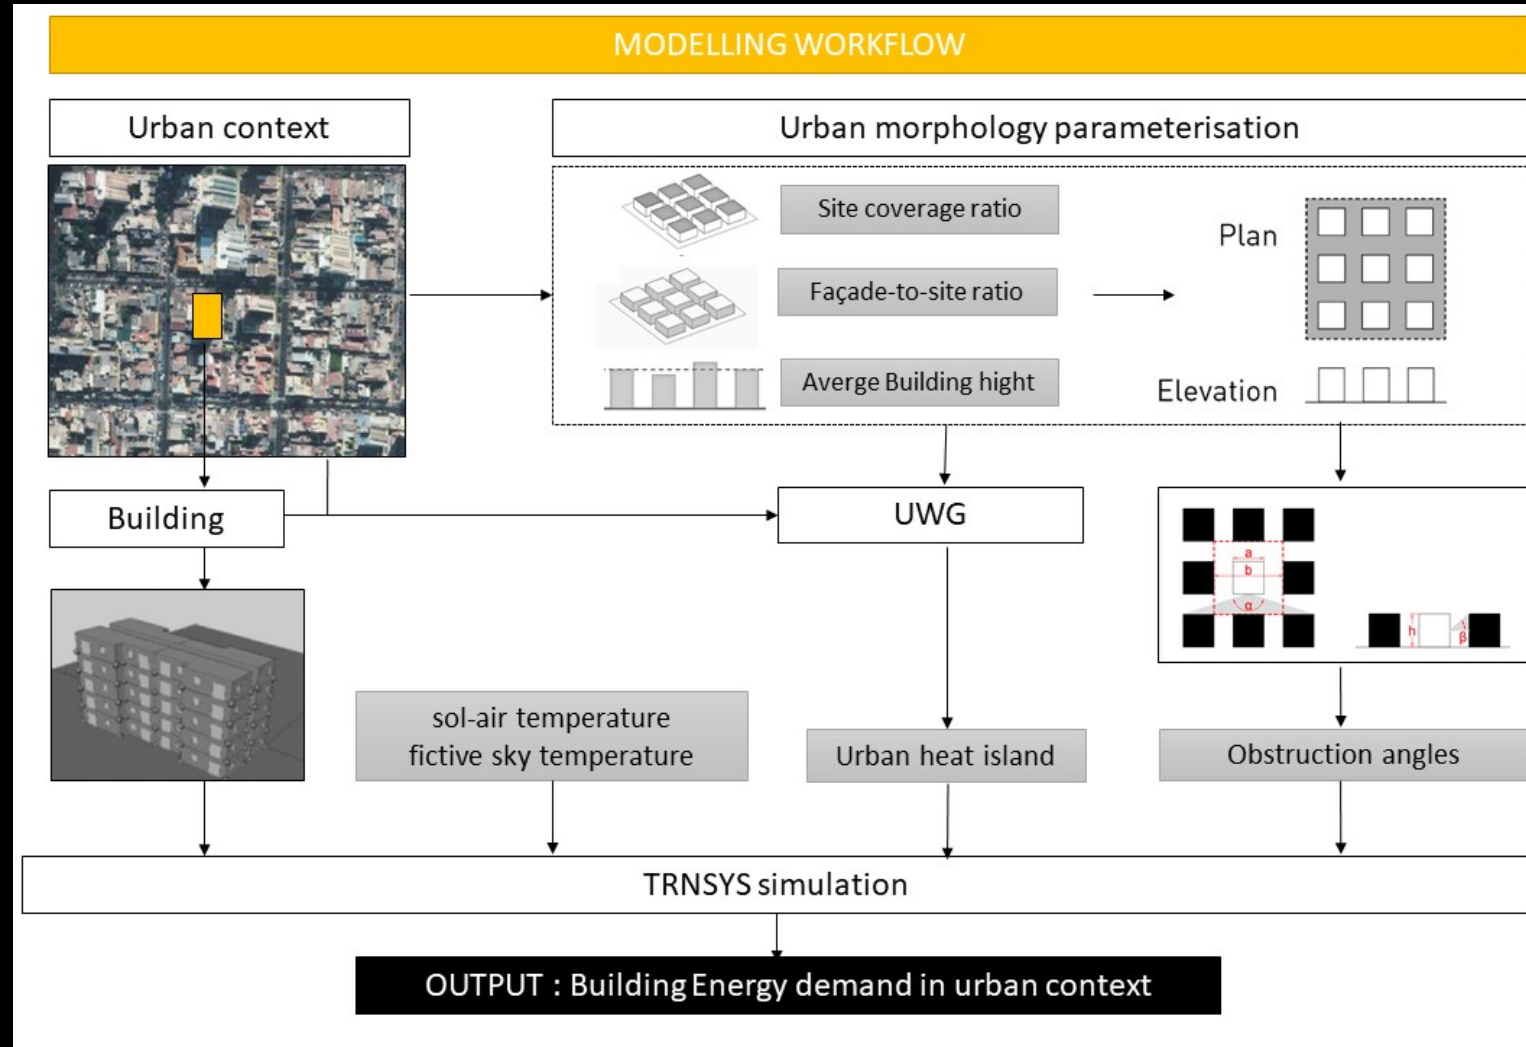 MODELLING WORKFLOW
Urban context
Urban morphology parameterisation
Site coverage ratio
Plan
Façade-to-site ratio
Averge Building hight
Elevation
Building
UWG
a
b
α
h
β
sol-air temperature
fictive sky temperature
Urban heat island
Obstruction angles
TRNSYS simulation
OUTPUT : Building Energy demand in urban context